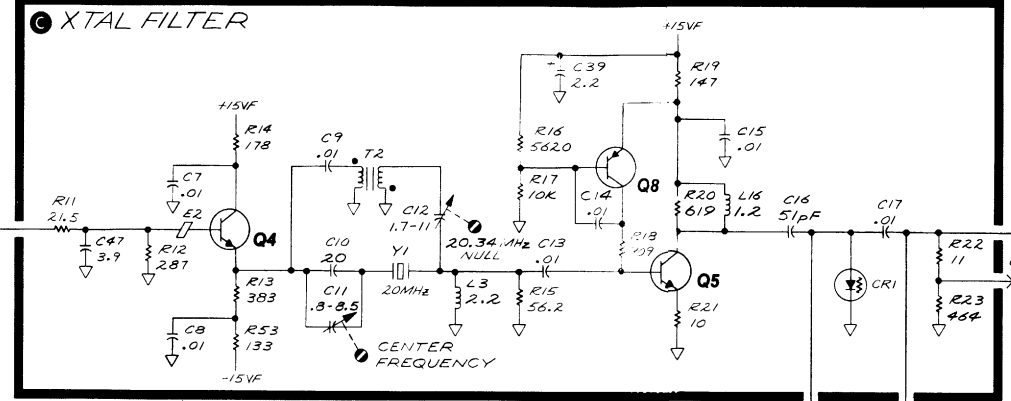 C XTAL FILTER
+15VF
C39
2.2
R19
147
+15VF
R14
178
C9
.01
T2
R16
5620
C15
.01
C7
.01
R17
10K
Q8
R11
21.5
E2
C12
1.7-11
C14
.01
R20
619
L16
1.2
C16
51pF
C17
.01
C47
3.9
R12
287
Q4
C10
20
Y1
20.34 MHz
NULL
C13
.01
R18
R22
11
R13
383
C11
.8-8.5
20MHz
L3
2.2
R15
56.2
Q5
CR1
C8
.01
R53
133
R21
10
R23
464
CENTER
FREQUENCY
-15VF